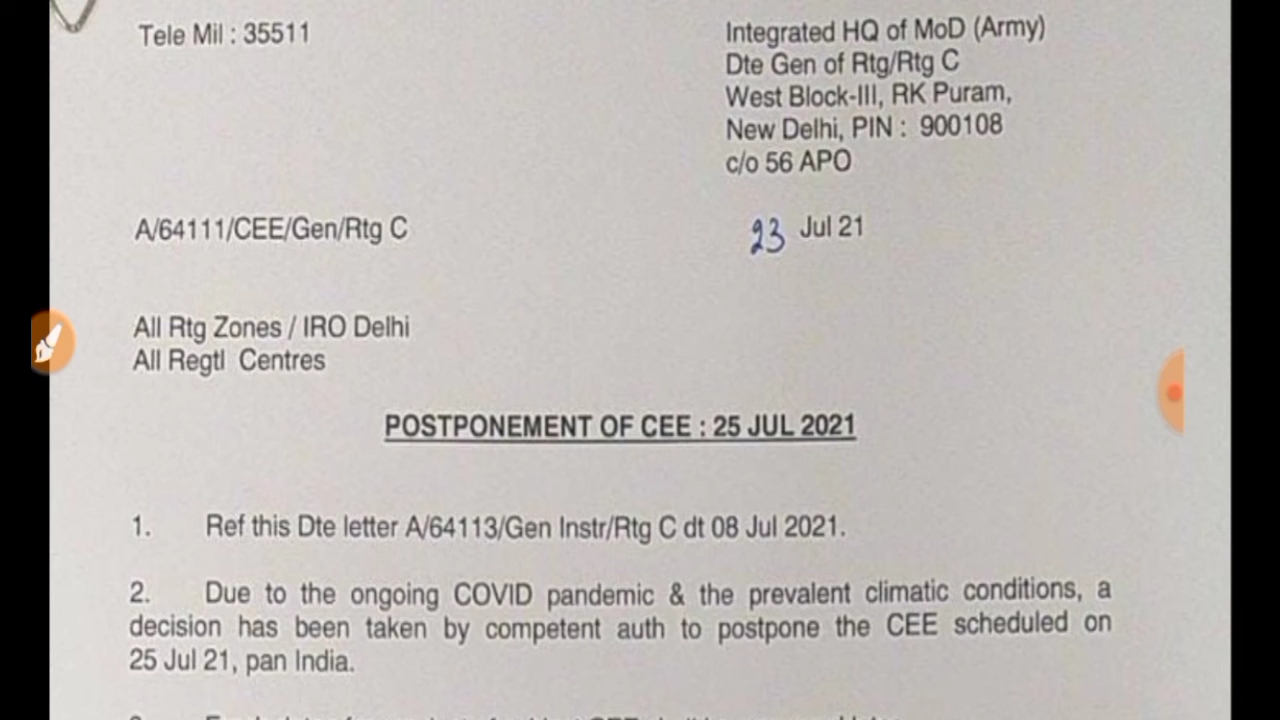 Tele Mil : 35511
Integrated HQ of MoD (Army)
Dte Gen of Rtg/Rtg C
West Block-III, RK Puram,
New Delhi, PIN : 900108
c/o 56 APO
A/64111/CEE/Gen/Rtg C
23 Jul 21
All Rtg Zones / IRO Delhi
All Regtl Centres
POSTPONEMENT OF CEE : 25 JUL 2021
1. Ref this Dte letter A/64113/Gen Instr/Rtg C dt 08 Jul 2021.
2. Due to the ongoing COVID pandemic & the prevalent climatic conditions, a
decision has been taken by competent auth to postpone the CEE scheduled on
25 Jul 21, pan India.